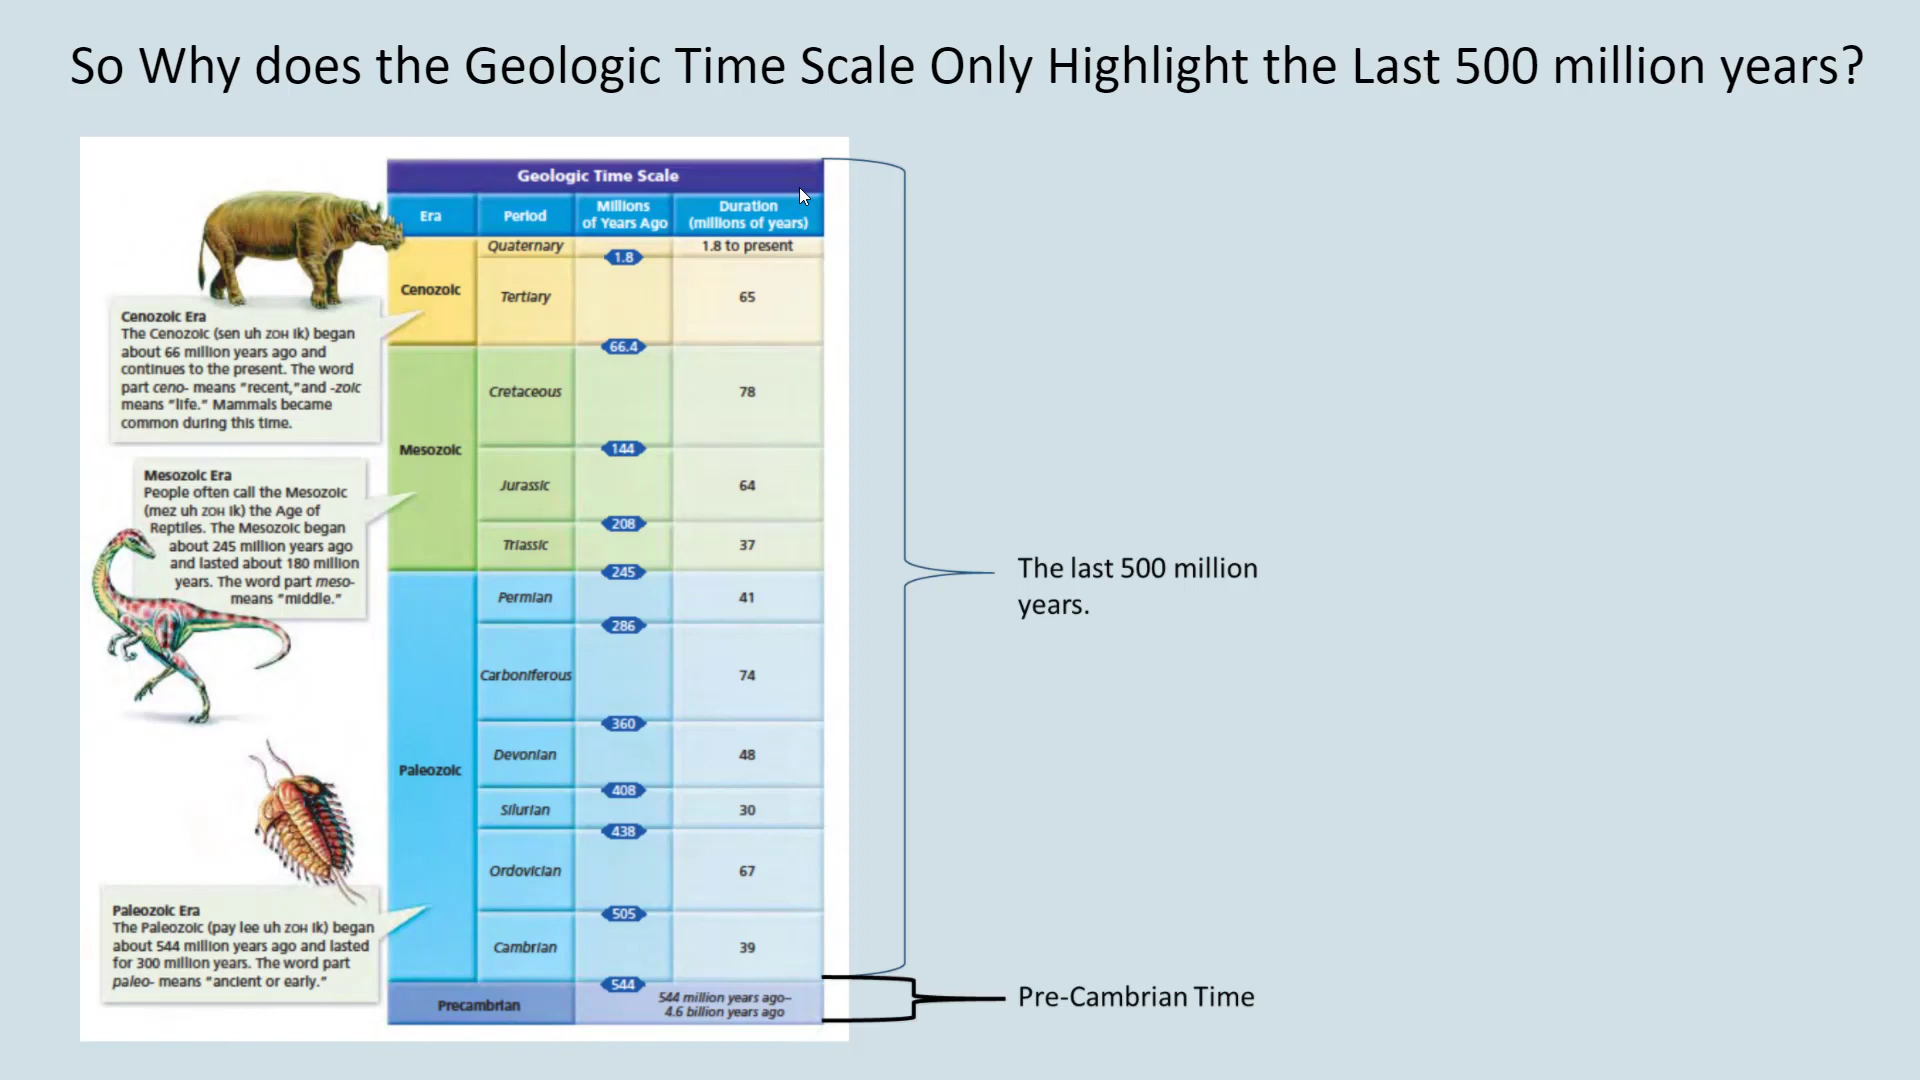 So Why does the Geologic Time Scale Only Highlight the Last 500 million years?
Geologic Time Scale
Era
Period
Millions
of Years Ago
Duration
(millions of years)
Cenozoic
Quaternary
1.8 to present
1.8
Tertiary
65
66.4
Mesozoic
Cretaceous
78
144
Jurassic
64
208
Triassic
37
245
Paleozoic
Permian
41
286
Carboniferous
74
360
Devonian
48
408
Silurian
30
438
Ordovician
67
505
Cambrian
39
544
Precambrian
544 million years ago–
4.6 billion years ago
Cenozoic Era
The Cenozoic (sen uh ZOH ik) began
about 66 million years ago and
continues to the present. The word
part ceno- means "recent," and -zoic
means "life." Mammals became
common during this time.
Mesozoic Era
People often call the Mesozoic
(mez uh ZOH ik) the Age of
Reptiles. The Mesozoic began
about 245 million years ago
and lasted about 180 million
years. The word part meso-
means "middle."
Paleozoic Era
The Paleozoic (pay lee uh ZOH ik) began
about 544 million years ago and lasted
for 300 million years. The word part
paleo- means "ancient or early."
The last 500 million
years.
Pre-Cambrian Time